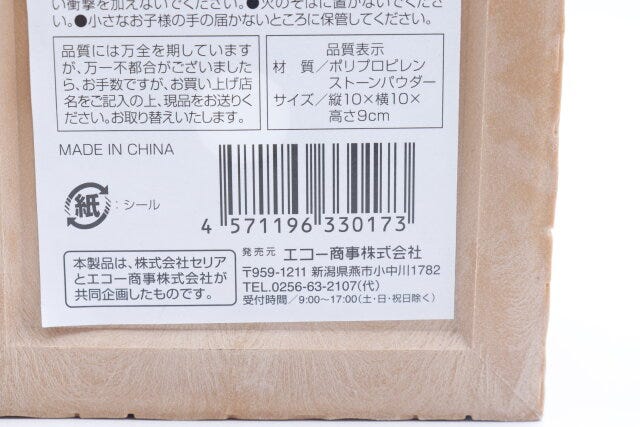 い衝撃を加えないでください。●火のそばに置かないでくださ
い。●小さなお子様の手の届かないところに保管してください。
品質には万全を期しています
が、万一不都合がございました
ら、お手数ですが、お買い上げ店
名をご記入の上、現品をお送りく
ださい。お取り替えいたします。
品質表示
材 質／ポリプロピレン
ストーンパウダー
サイズ／縦10×横10×
高さ9cm
MADE IN CHINA
紙 : シール
4 571196 330173
本製品は、株式会社セリア
とエコー商事株式会社が
共同企画したものです。
発売元 エコー商事株式会社
〒959-1211 新潟県燕市小中川1782
TEL.0256-63-2107(代)
受付時間／9:00〜17:00(土・日・祝日除く)